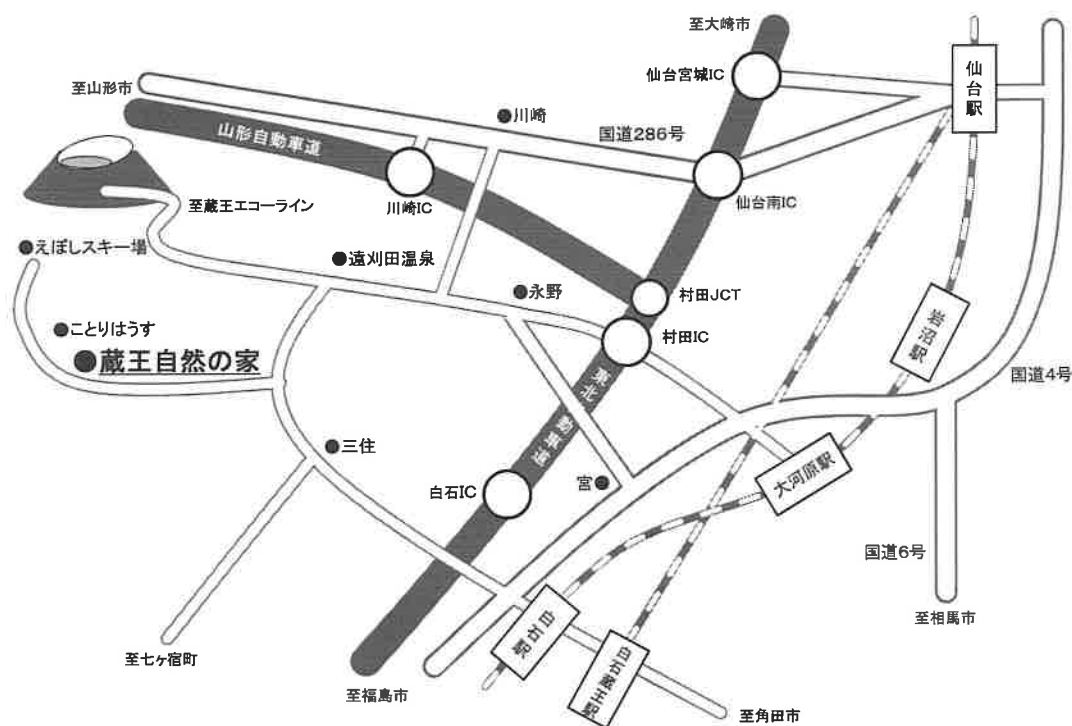 至大崎市
仙台宮城IC
仙台駅
至山形市
川崎
国道286号
山形自動車道
川崎IC
仙台南IC
至蔵王エコーライン
えぼしスキー場
遠刈田温泉
永野
村田JCT
村田IC
岩沼駅
ことりはうす
蔵王自然の家
国道4号
東北自動車道
三住
大河原駅
白石IC
宮
国道6号
至相馬市
白石駅
白石蔵王駅
至七ヶ宿町
至福島市
至角田市